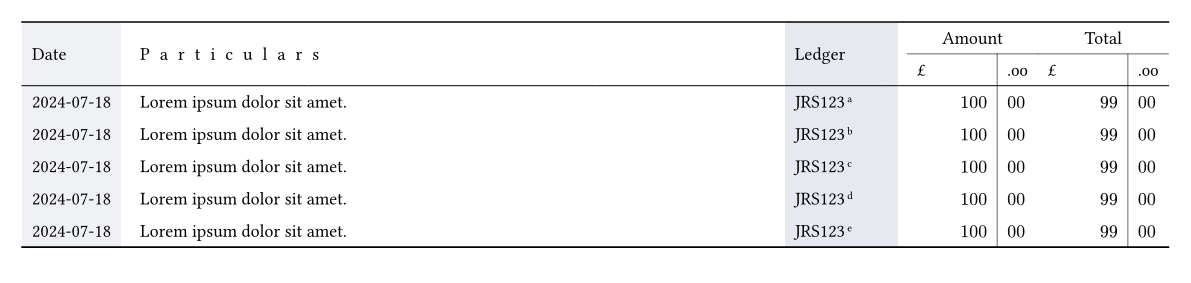 Date Particulars Ledger Amount Total
£ .oo £ .oo
2024-07-18 Lorem ipsum dolor sit amet. JRS123 a 100 00 99 00
2024-07-18 Lorem ipsum dolor sit amet. JRS123 b 100 00 99 00
2024-07-18 Lorem ipsum dolor sit amet. JRS123 c 100 00 99 00
2024-07-18 Lorem ipsum dolor sit amet. JRS123 d 100 00 99 00
2024-07-18 Lorem ipsum dolor sit amet. JRS123 e 100 00 99 00